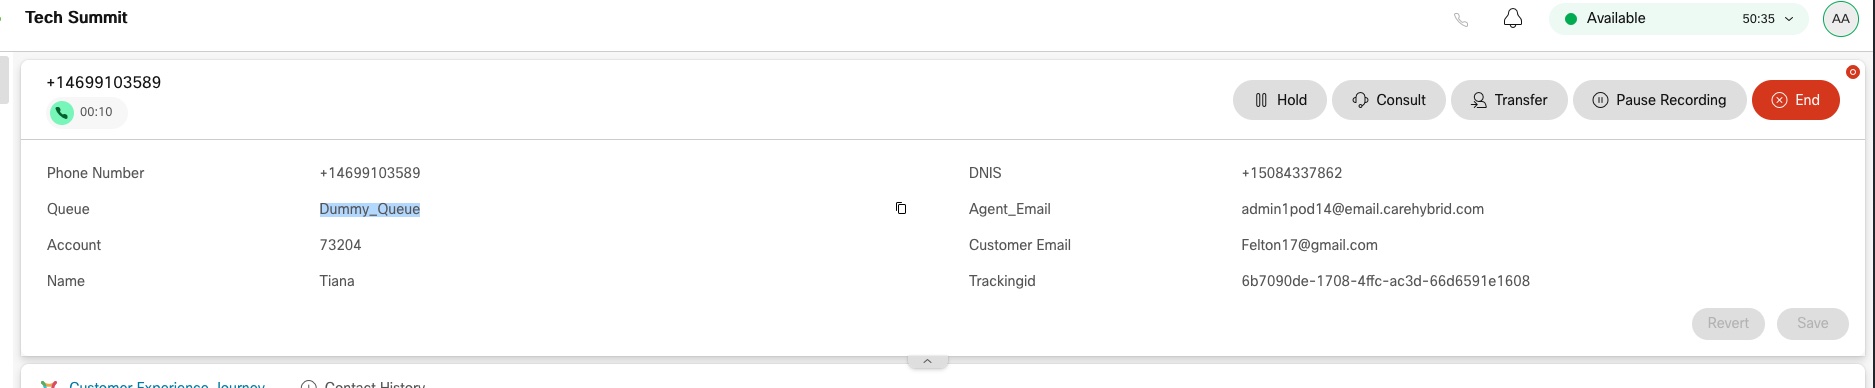 Tech Summit
Available 50:35
AA
+14699103589
00:10
Hold Consult Transfer Pause Recording End
Phone Number +14699103589 DNIS +15084337862
Queue Dummy_Queue Agent_Email admin1pod14@email.carehybrid.com
Account 73204 Customer Email Felton17@gmail.com
Name Tiana Trackingid 6b7090de-1708-4ffc-ac3d-66d6591e1608
Revert Save
Customer Experience Journey Contact History